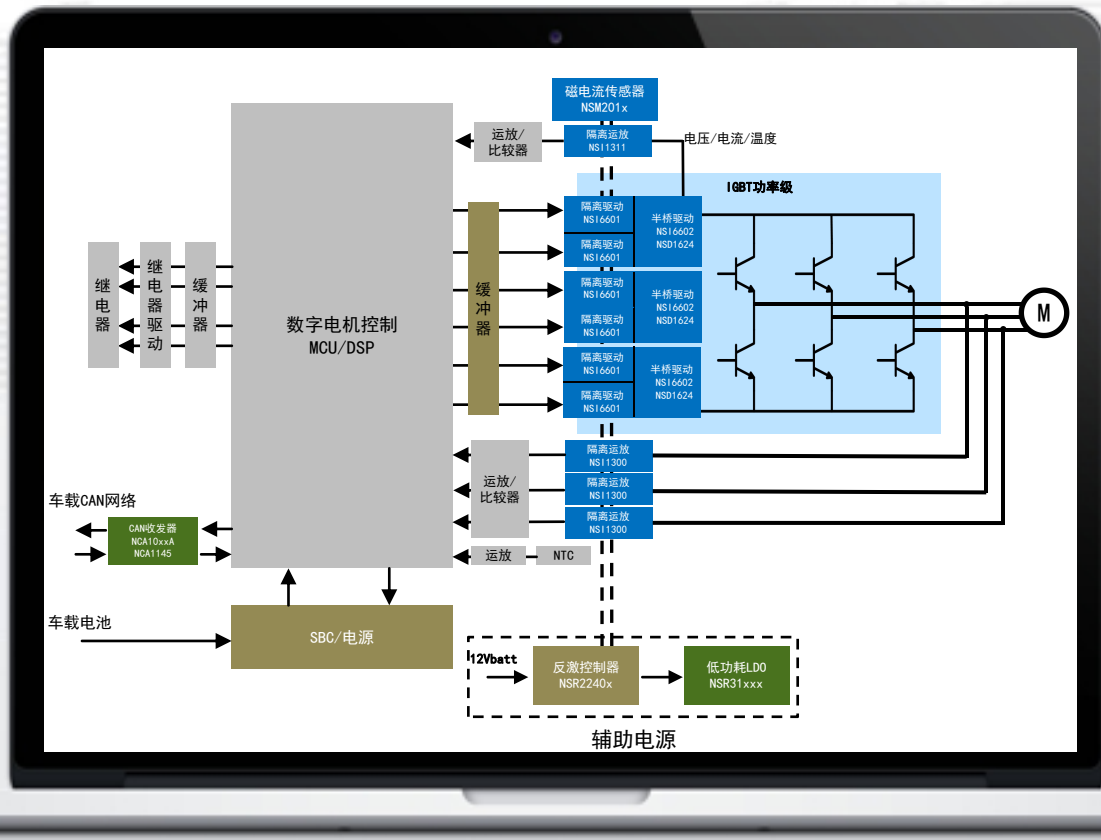 磁电流传感器
NSM201x
运放/
比较器
隔离运放
NSI1311
电压/电流/温度
IGBT功率级
数字电机控制
MCU/DSP
继电器
继电器驱动
缓冲器
缓冲器
隔离驱动
NSI6601
隔离驱动
NSI6601
半桥驱动
NSI6602
NSD1624
隔离驱动
NSI6601
隔离驱动
NSI6601
半桥驱动
NSI6602
NSD1624
隔离驱动
NSI6601
隔离驱动
NSI6601
半桥驱动
NSI6602
NSD1624
M
运放/
比较器
隔离运放
NSI1300
隔离运放
NSI1300
隔离运放
NSI1300
运放
NTC
车载CAN网络
CAN收发器
NCA10xxA
NCA1145
车载电池
SBC/电源
12Vbatt
反激控制器
NSR2240x
低功耗LDO
NSR31xxx
辅助电源